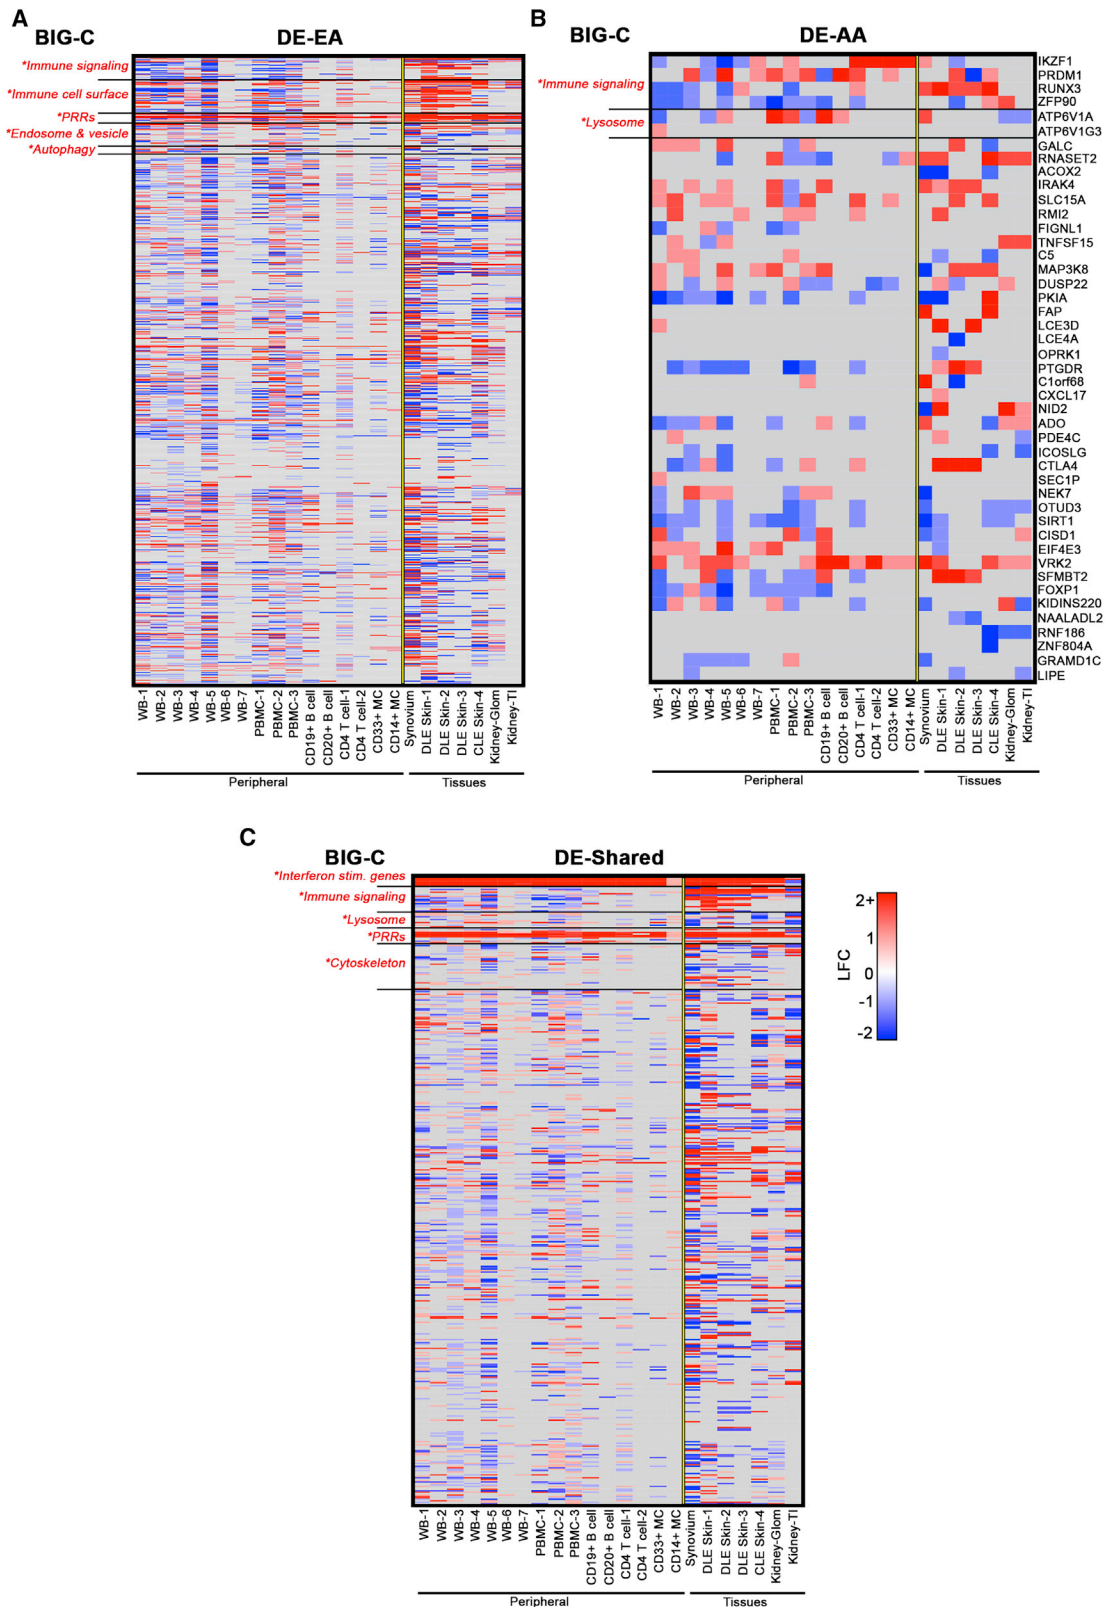 A
BIG-C
DE-EA
*Immune signaling
*Immune cell surface
*PRRs
*Endosome & vesicle
*Autophagy
WB-1
WB-2
WB-3
WB-4
WB-5
WB-6
WB-7
PBMC-1
PBMC-2
PBMC-3
CD19+ B cell
CD20+ B cell
CD4 T cell-1
CD4 T cell-2
CD33+ MC
CD14+ MC
Synovium
DLE Skin-1
DLE Skin-2
DLE Skin-3
CLE Skin-4
Kidney-Glom
Kidney-TI
Peripheral
Tissues
B
BIG-C
DE-AA
*Immune signaling
*Lysosome
IKZF1
PRDM1
RUNX3
ZFP90
ATP6V1A
ATP6V1G3
GALC
RNASET2
ACOX2
IRAK4
SLC15A
RMI2
FIGNL1
TNFSF15
C5
MAP3K8
DUSP22
PKIA
FAP
LCE3D
LCE4A
OPRK1
PTGDR
C1orf68
CXCL17
NID2
ADO
PDE4C
ICOSLG
CTLA4
SEC1P
NEK7
OTUD3
SIRT1
CISD1
EIF4E3
VRK2
SFMBT2
FOXP1
KIDINS220
NAALADL2
RNF186
ZNF804A
GRAMD1C
LIPE
WB-1
WB-2
WB-3
WB-4
WB-5
WB-6
WB-7
PBMC-1
PBMC-2
PBMC-3
CD19+ B cell
CD20+ B cell
CD4 T cell-1
CD4 T cell-2
CD33+ MC
CD14+ MC
Synovium
DLE Skin-1
DLE Skin-2
DLE Skin-3
CLE Skin-4
Kidney-Glom
Kidney-TI
Peripheral
Tissues
C
BIG-C
DE-Shared
*Interferon stim. genes
*Immune signaling
*Lysosome
*PRRs
*Cytoskeleton
LFC
2+
1
0
-1
-2
WB-1
WB-2
WB-3
WB-4
WB-5
WB-6
WB-7
PBMC-1
PBMC-2
PBMC-3
CD19+ B cell
CD20+ B cell
CD4 T cell-1
CD4 T cell-2
CD33+ MC
CD14+ MC
Synovium
DLE Skin-1
DLE Skin-2
DLE Skin-3
CLE Skin-4
Kidney-Glom
Kidney-TI
Peripheral
Tissues